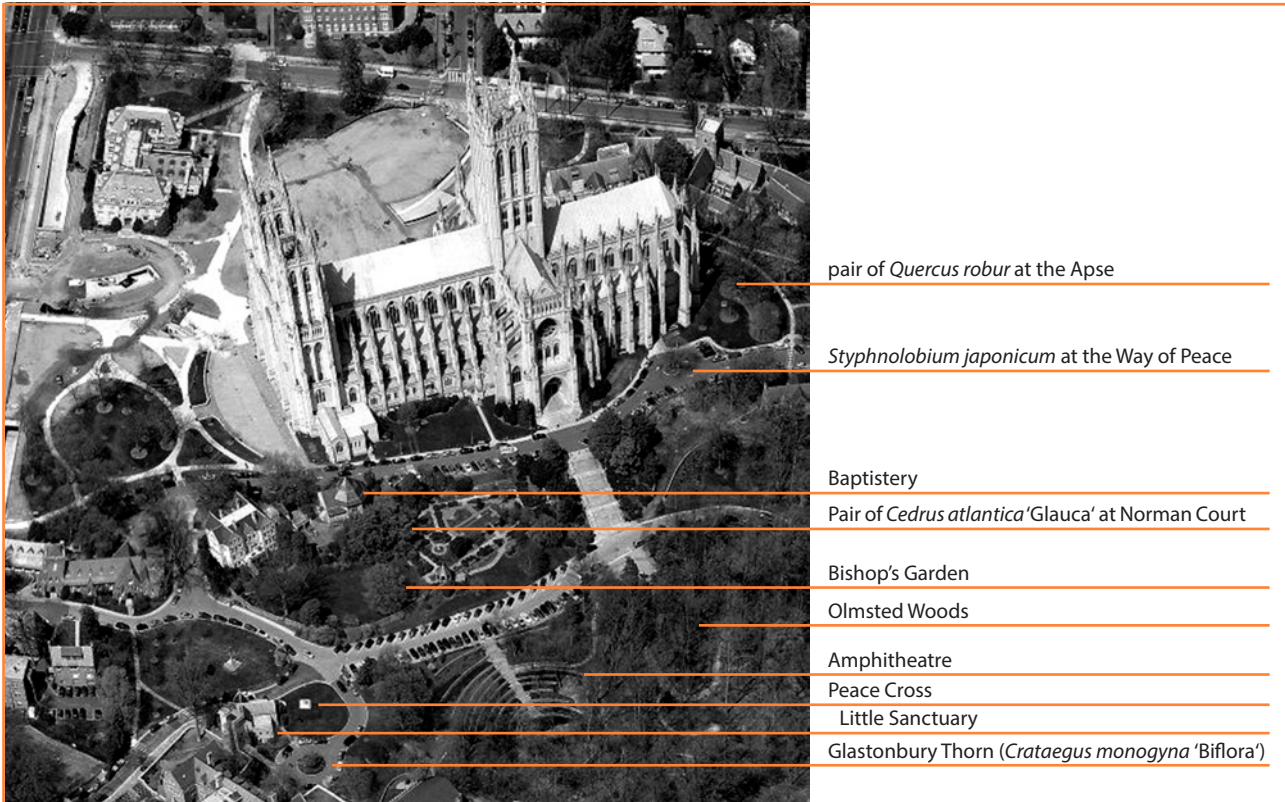 pair of Quercus robur at the Apse
Styphnolobium japonicum at the Way of Peace
Baptistery
Pair of Cedrus atlantica‘Glauca‘ at Norman Court
Bishop’s Garden
Olmsted Woods
Amphitheatre
Peace Cross
Little Sanctuary
Glastonbury Thorn (Crataegus monogyna ‘Biflora‘)